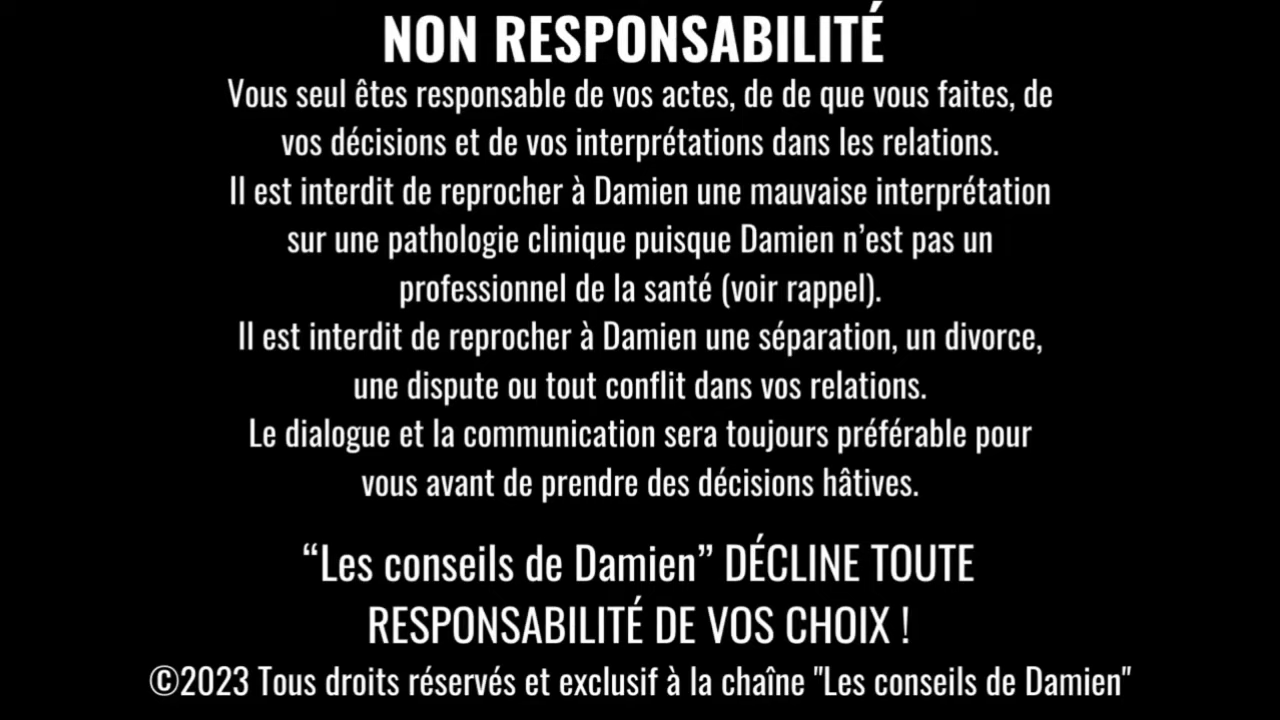 NON RESPONSABILITÉ
Vous seul êtes responsable de vos actes, de de que vous faites, de
vos décisions et de vos interprétations dans les relations.
Il est interdit de reprocher à Damien une mauvaise interprétation
sur une pathologie clinique puisque Damien n’est pas un
professionnel de la santé (voir rappel).
Il est interdit de reprocher à Damien une séparation, un divorce,
une dispute ou tout conflit dans vos relations.
Le dialogue et la communication sera toujours préférable pour
vous avant de prendre des décisions hâtives.
“Les conseils de Damien” DÉCLINE TOUTE
RESPONSABILITÉ DE VOS CHOIX !
©2023 Tous droits réservés et exclusif à la chaîne "Les conseils de Damien"